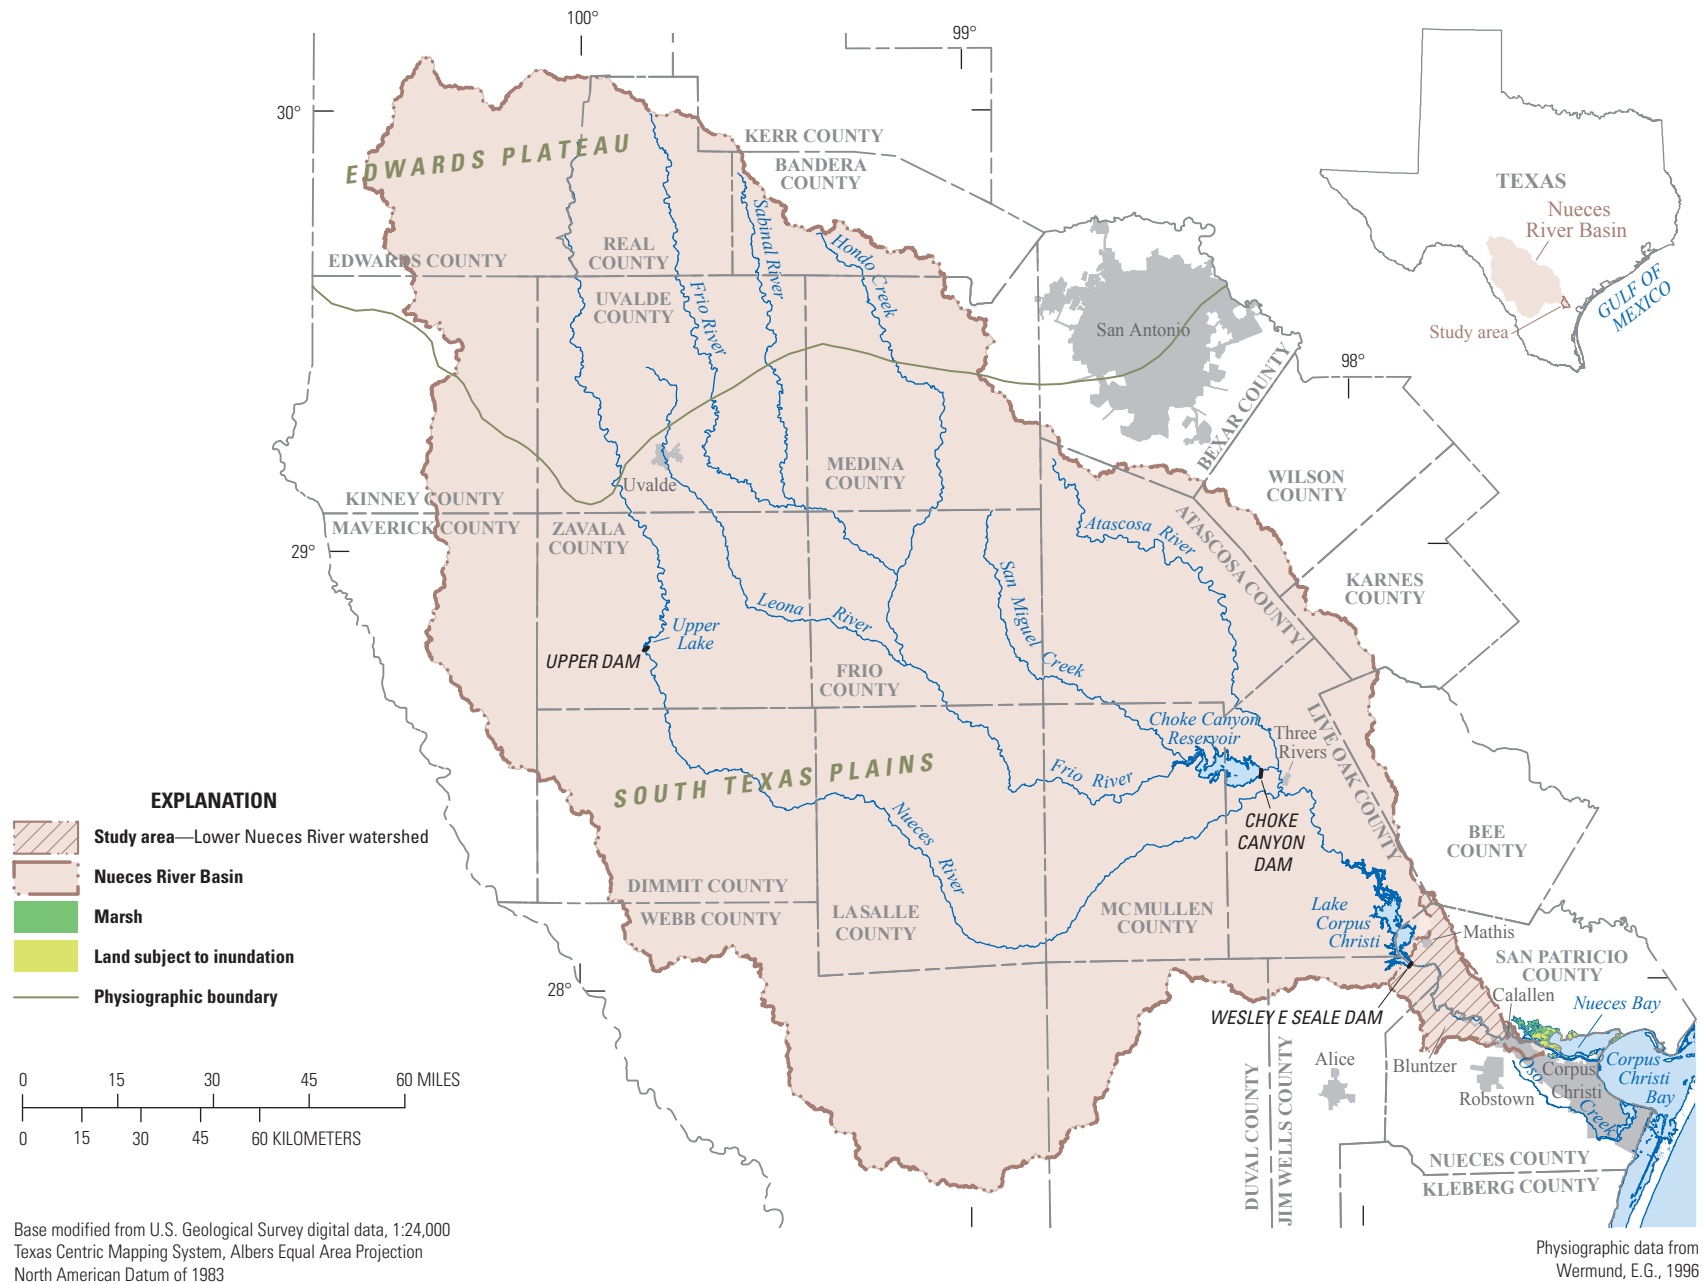 100°
99°
30°
EDWARDS PLATEAU
KERR COUNTY
BANDERA
COUNTY
TEXAS
Nueces
River Basin
GULF OF
MEXICO
Study area
Sabinal River
Hondo Creek
REAL
COUNTY
EDWARDS COUNTY
UVALDE
COUNTY
Frio River
San Antonio
BEXAR COUNTY
98°
MEDINA
COUNTY
WILSON
COUNTY
Uvalde
KINNEY COUNTY
MAVERICK COUNTY
ZAVALA
COUNTY
29°
Atascosa River
ATASCOSA COUNTY
KARNES
COUNTY
San Miguel Creek
Leona River
Upper
Lake
UPPER DAM
FRIO
COUNTY
Choke Canyon
Reservoir
Three
Rivers
LIVE OAK COUNTY
SOUTH TEXAS PLAINS
Frio River
Nueces River
CHOKE
CANYON
DAM
BEE
COUNTY
DIMMIT COUNTY
WEBB COUNTY
LA SALLE
COUNTY
MC MULLEN
COUNTY
Lake
Corpus
Christi
Mathis
SAN PATRICIO
COUNTY
28°
WESLEY E SEALE DAM
Calallen
Nueces Bay
Alice
Bluntzer
Robstown
Oso Creek
Corpus
Christi
Corpus
Christi
Bay
DUVAL COUNTY
JIM WELLS COUNTY
NUECES COUNTY
KLEBERG COUNTY
EXPLANATION
Study area—Lower Nueces River watershed
Nueces River Basin
Marsh
Land subject to inundation
Physiographic boundary
0 15 30 45 60 MILES
0 15 30 45 60 KILOMETERS
Base modified from U.S. Geological Survey digital data, 1:24,000
Texas Centric Mapping System, Albers Equal Area Projection
North American Datum of 1983
Physiographic data from
Wermund, E.G., 1996